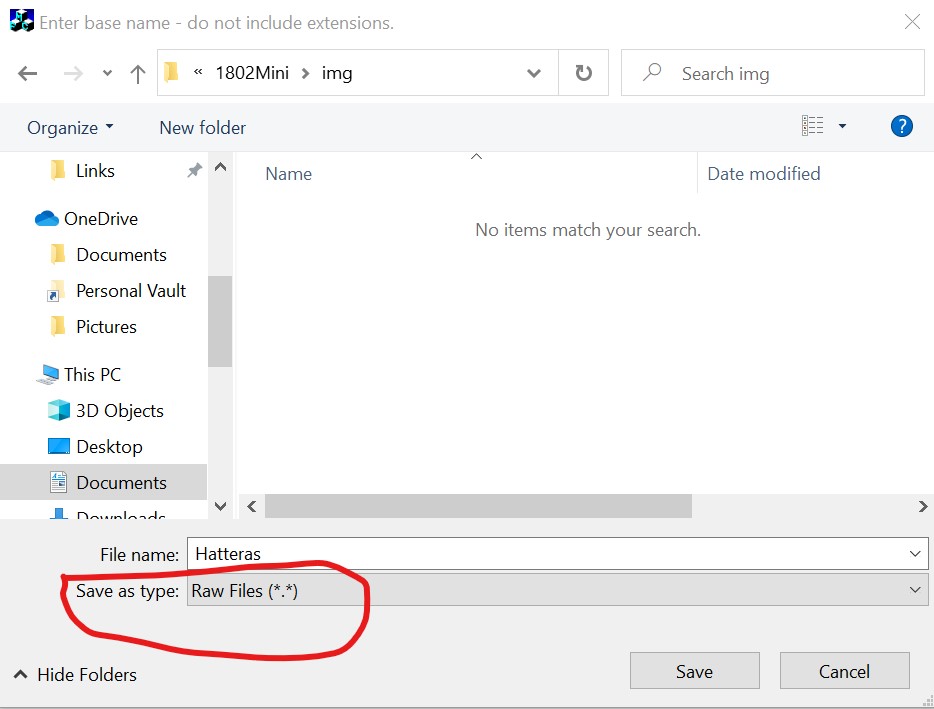 Enter base name - do not include extensions.
« 1802Mini > img
Search img
Organize
New folder
?
Name
Date modified
Links
No items match your search.
OneDrive
Documents
Personal Vault
Pictures
This PC
3D Objects
Desktop
Documents
Downloads
File name: Hatteras
Save as type: Raw Files (*.*)
Hide Folders
Save
Cancel